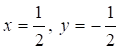 x = 1/2, y = -1/2